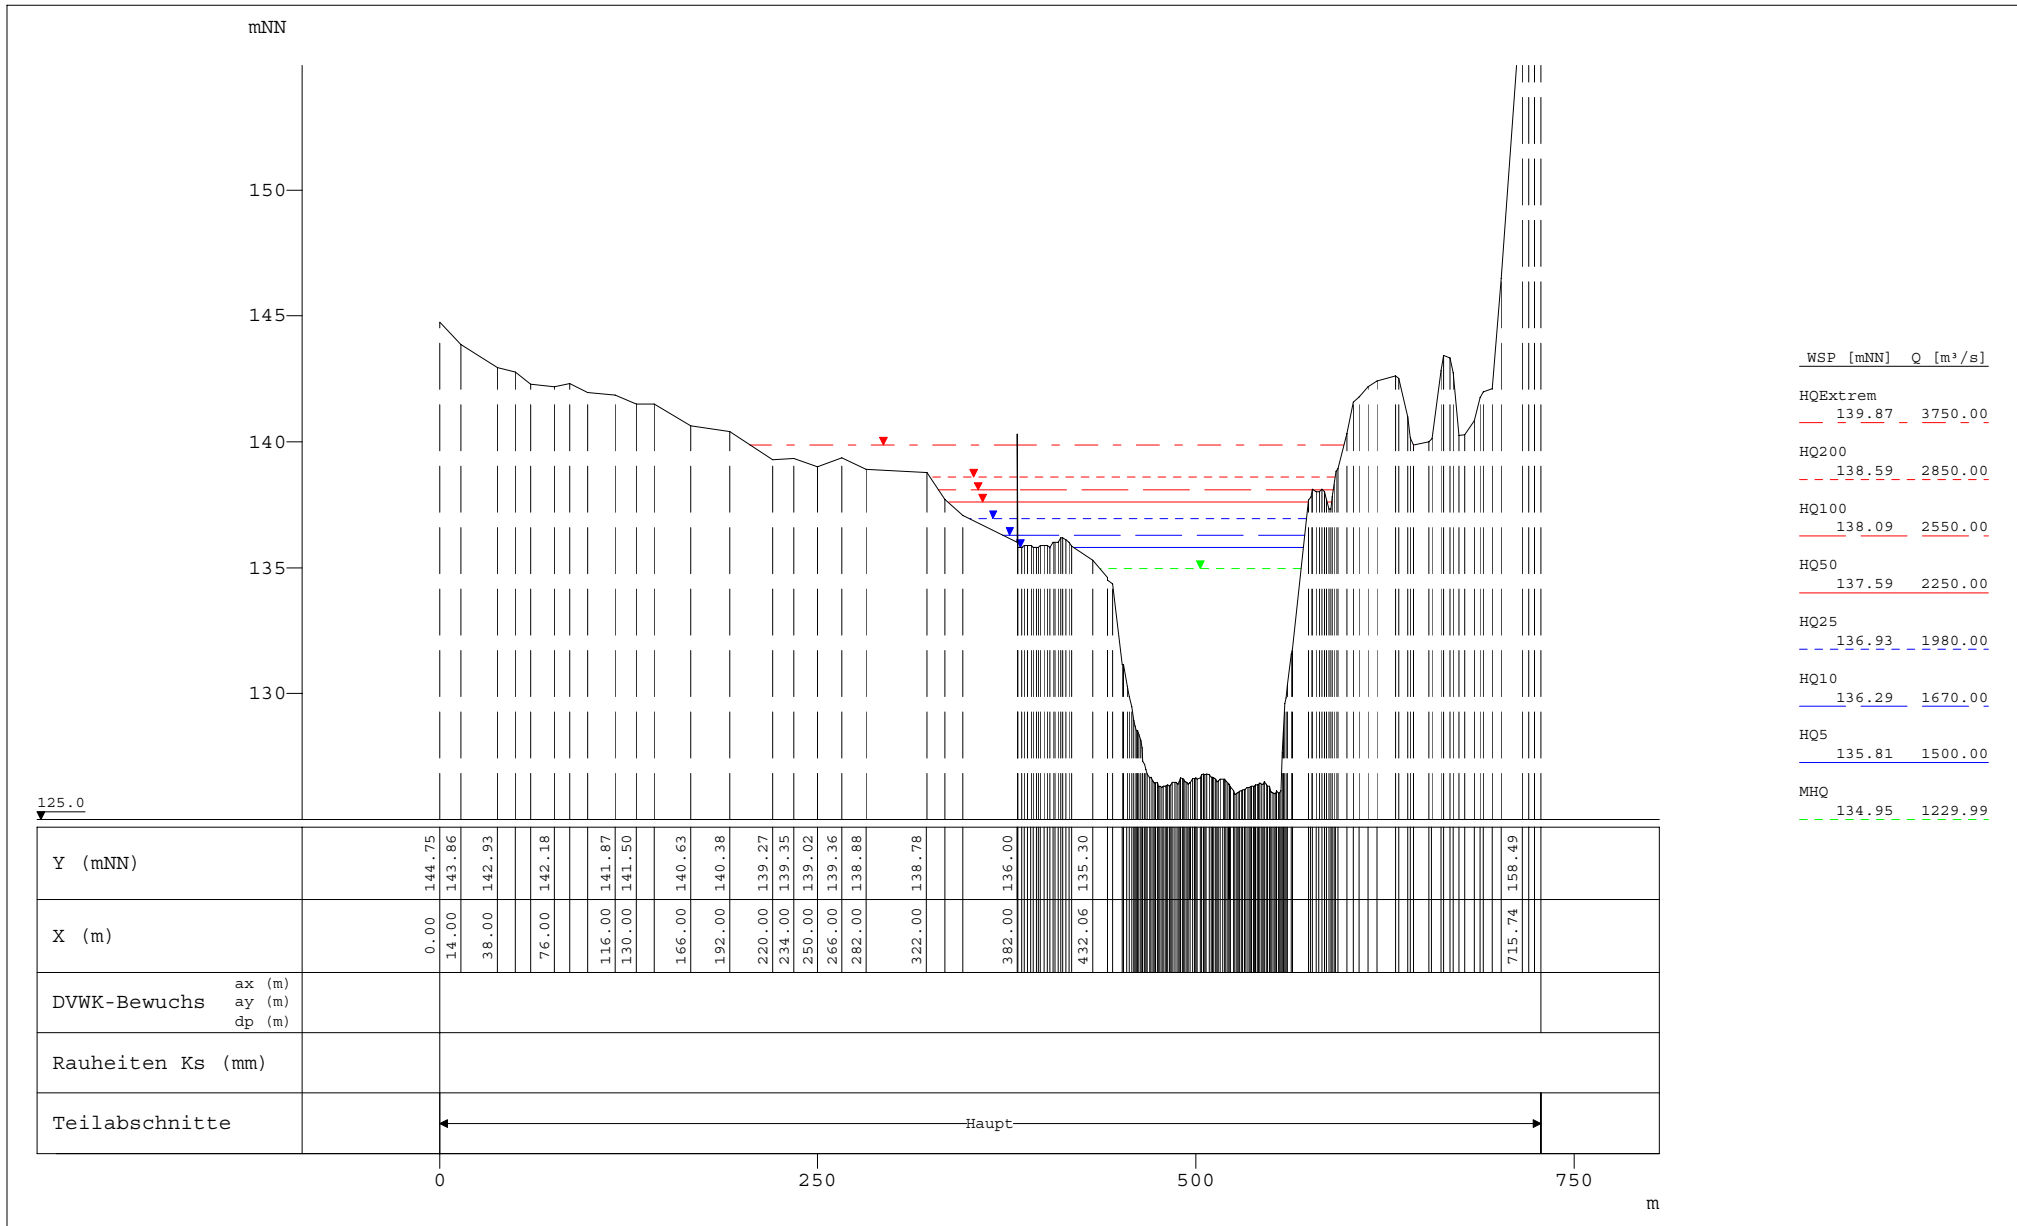 mNN
150
145
140
135
130
125.0
WSP [mNN] Q [m³/s]
HQExtrem
139.87 3750.00
HQ200
138.59 2850.00
HQ100
138.09 2550.00
HQ50
137.59 2250.00
HQ25
136.93 1980.00
HQ10
136.29 1670.00
HQ5
135.81 1500.00
MHQ
134.95 1229.99
Y (mNN) 144.75 143.86 142.93 142.18 141.87 141.50 140.63 140.38 139.27 139.35 139.02 139.36 138.88 138.78 136.00 135.30 158.49
X (m) 0.00 14.00 38.00 76.00 116.00 130.00 166.00 192.00 220.00 234.00 250.00 266.00 282.00 322.00 382.00 432.06 715.74
DVWK-Bewuchs
ax (m)
ay (m)
dp (m)
Rauheiten Ks (mm)
Teilabschnitte Haupt
0 250 500 750
m